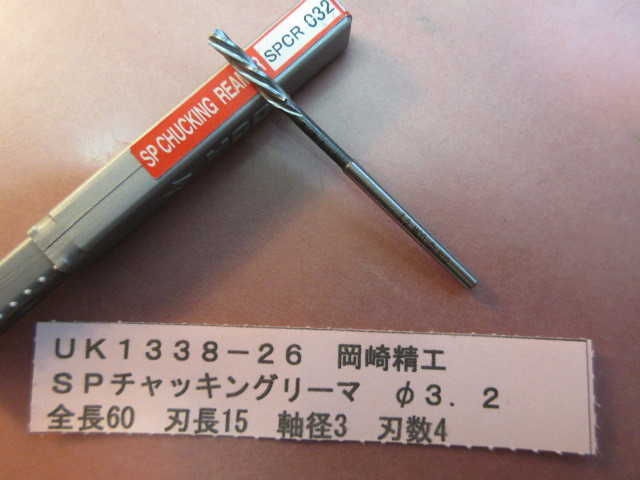 SP CHUCKING REAMER
SPCR 032
UK1338-26 岡崎精工
SPチャッキングリーマ φ3.2
全長60 刃長15 軸径3 刃数4